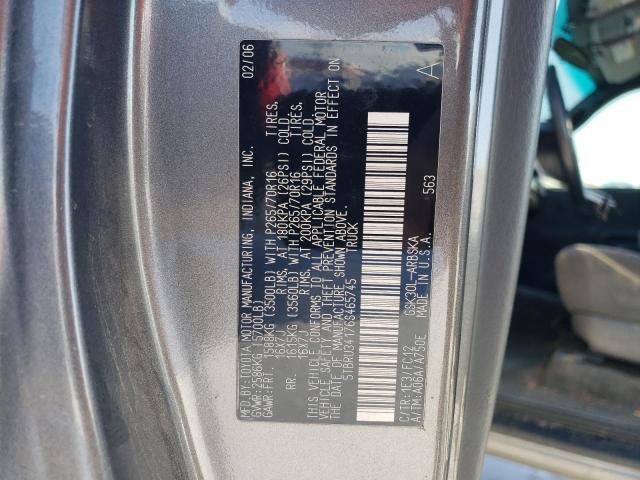 MFD.BY:TOYOTA MOTOR MANUFACTURING, INDIANA, INC. 02/06
GVWR:2586KG (5700LB)
GAWR:FRT. 1588KG (3500LB) WITH P265/70R16 TIRES,
16X7J RIMS, AT 180KPA (26PSI) COLD.
RR. 1615KG (3560LB) WITH P265/70R16 TIRES,
16X7J RIMS, AT 200KPA (29PSI) COLD.
THIS VEHICLE CONFORMS TO ALL APPLICABLE FEDERAL MOTOR
VEHICLE SAFETY AND THEFT PREVENTION STANDARDS IN EFFECT ON
THE DATE OF MANUFACTURE SHOWN ABOVE.
5TBRU34176S465745 TRUCK
C/TR:1E3/FC12 GSK30L-ARBSKA
A/TM:A06A/A750E MADE IN U.S.A. 563 A